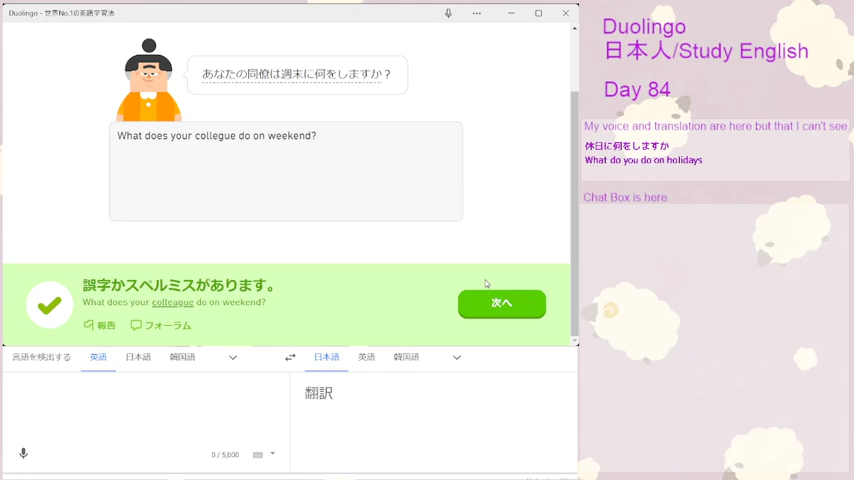 Duolingo - 世界No.1の英語学習法
あなたの同僚は週末に何をしますか？
What does your collegue do on weekend?
誤字かスペルミスがあります。
What does your colleague do on weekend?
報告
フォーラム
次へ
言語を検出する 英語 日本語 韓国語
日本語 英語 韓国語
翻訳
0 / 5,000
Duolingo
日本人/Study English
Day 84
My voice and translation are here but that I can't see
休日に何をしますか
What do you do on holidays
Chat Box is here.